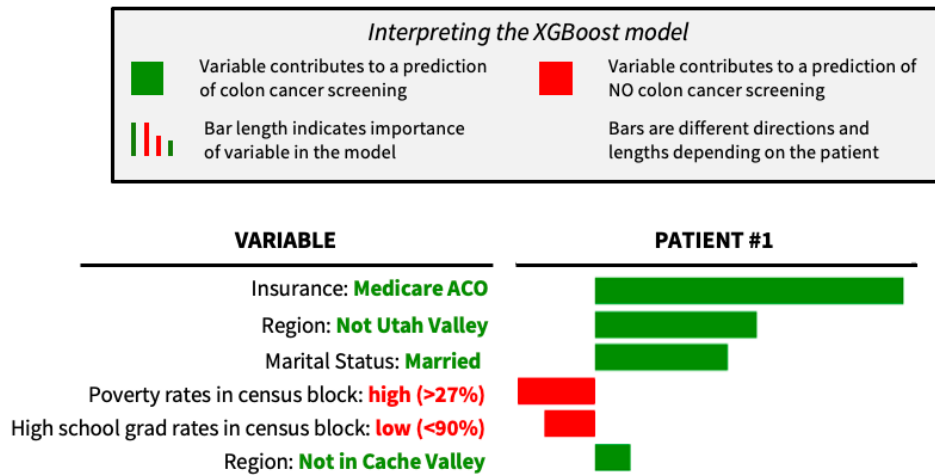 Interpreting the XGBoost model
Variable contributes to a prediction
of colon cancer screening
Variable contributes to a prediction of
NO colon cancer screening
Bar length indicates importance
of variable in the model
Bars are different directions and
lengths depending on the patient
VARIABLE
PATIENT #1
Insurance: Medicare ACO
Region: Not Utah Valley
Marital Status: Married
Poverty rates in census block: high (>27%)
High school grad rates in census block: low (<90%)
Region: Not in Cache Valley